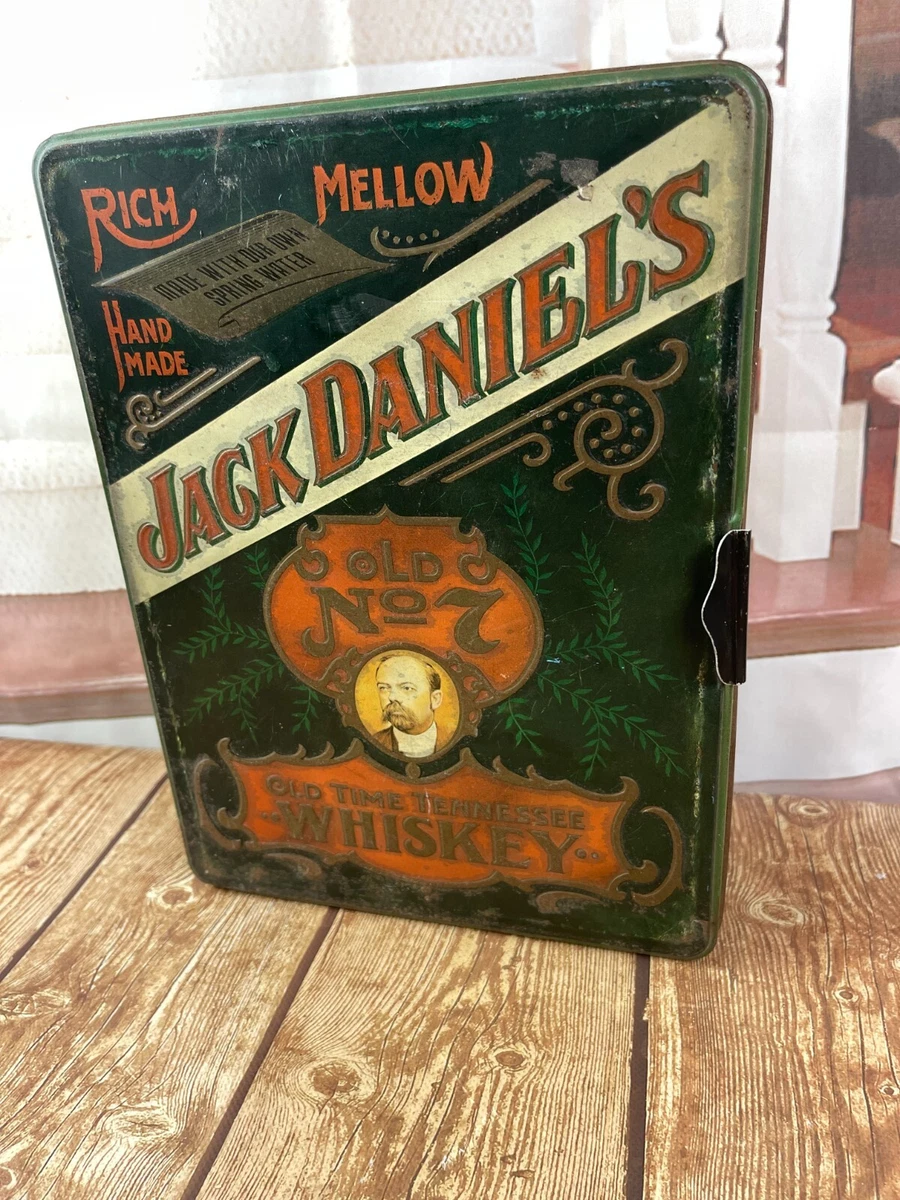 RICH
MELLOW
MADE WITH OUR OWN
SPRING WATER
HAND
MADE
JACK DANIEL'S
OLD
No 7
OLD TIME TENNESSEE
WHISKEY